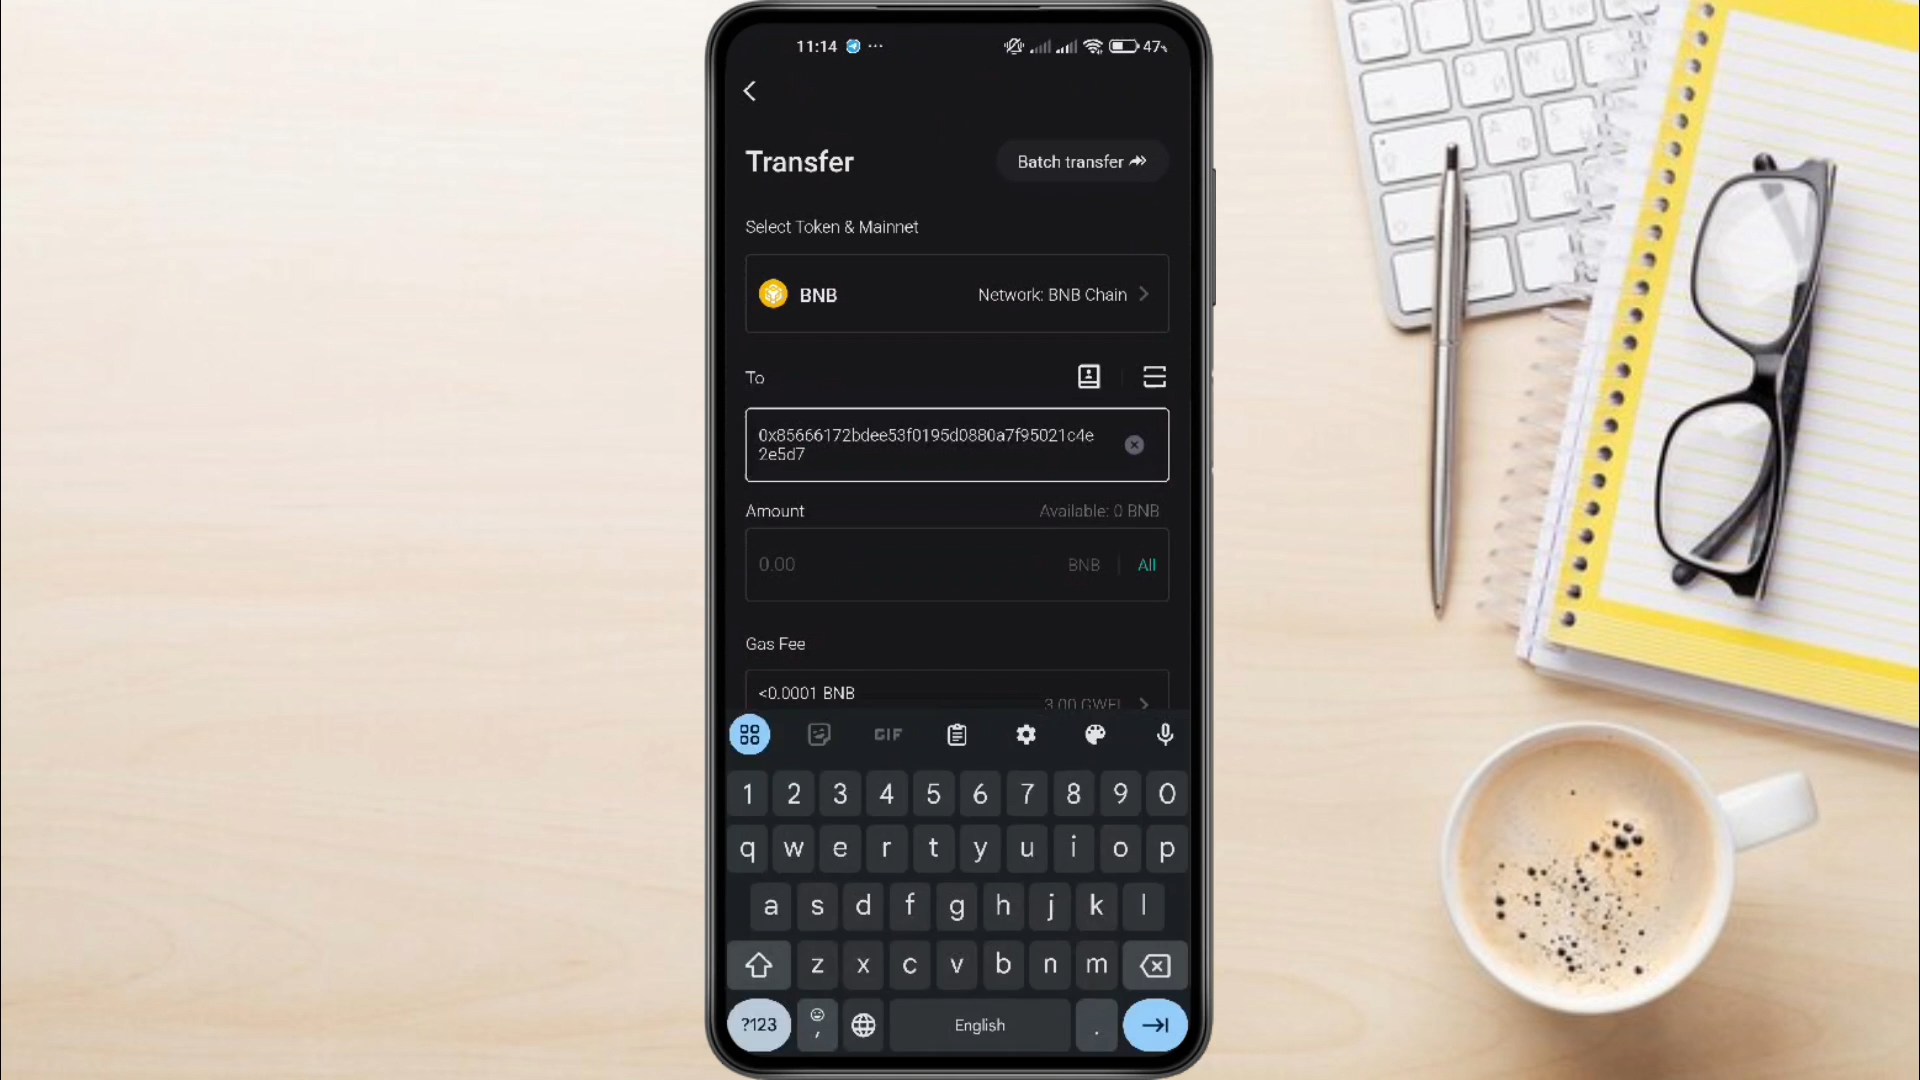 11:14 ... 47%
Transfer
Batch transfer
Select Token & Mainnet
BNB Network: BNB Chain
To
0x85666172bdee53f0195d0880a7f95021c4e
2e5d7
Amount Available: 0 BNB
0.00 BNB All
Gas Fee
<0.0001 BNB
3.00 GWEI
GIF
1 2 3 4 5 6 7 8 9 0
q w e r t y u i o p
a s d f g h j k l
z x c v b n m
?123 , English .